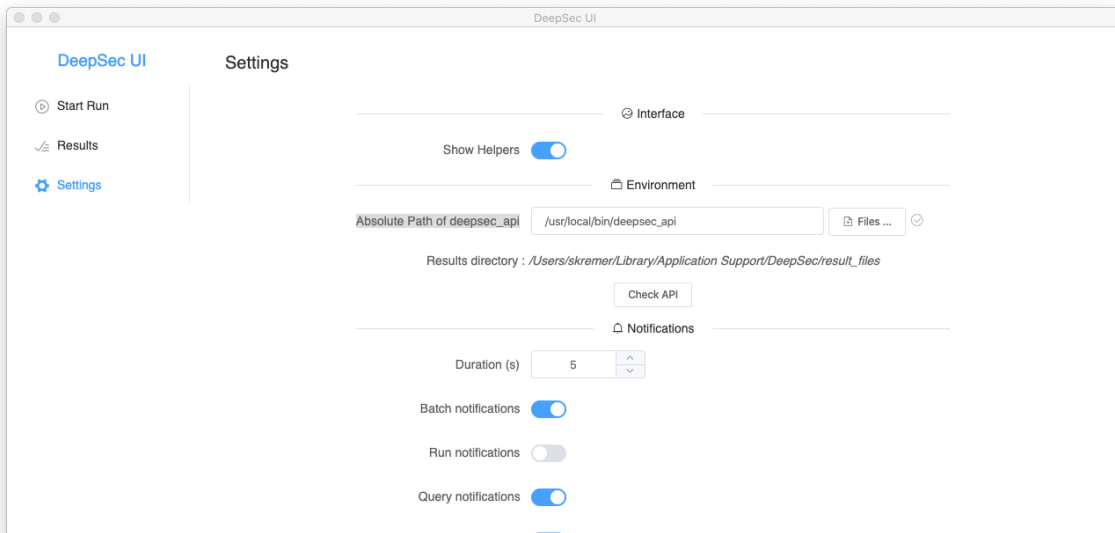 DeepSec UI
DeepSec UI
Settings
Start Run
Results
Settings
Interface
Show Helpers
Environment
Absolute Path of deepsec_api /usr/local/bin/deepsec_api Files ...
Results directory : /Users/skremer/Library/Application Support/DeepSec/result_files
Check API
Notifications
Duration (s) 5
Batch notifications
Run notifications
Query notifications